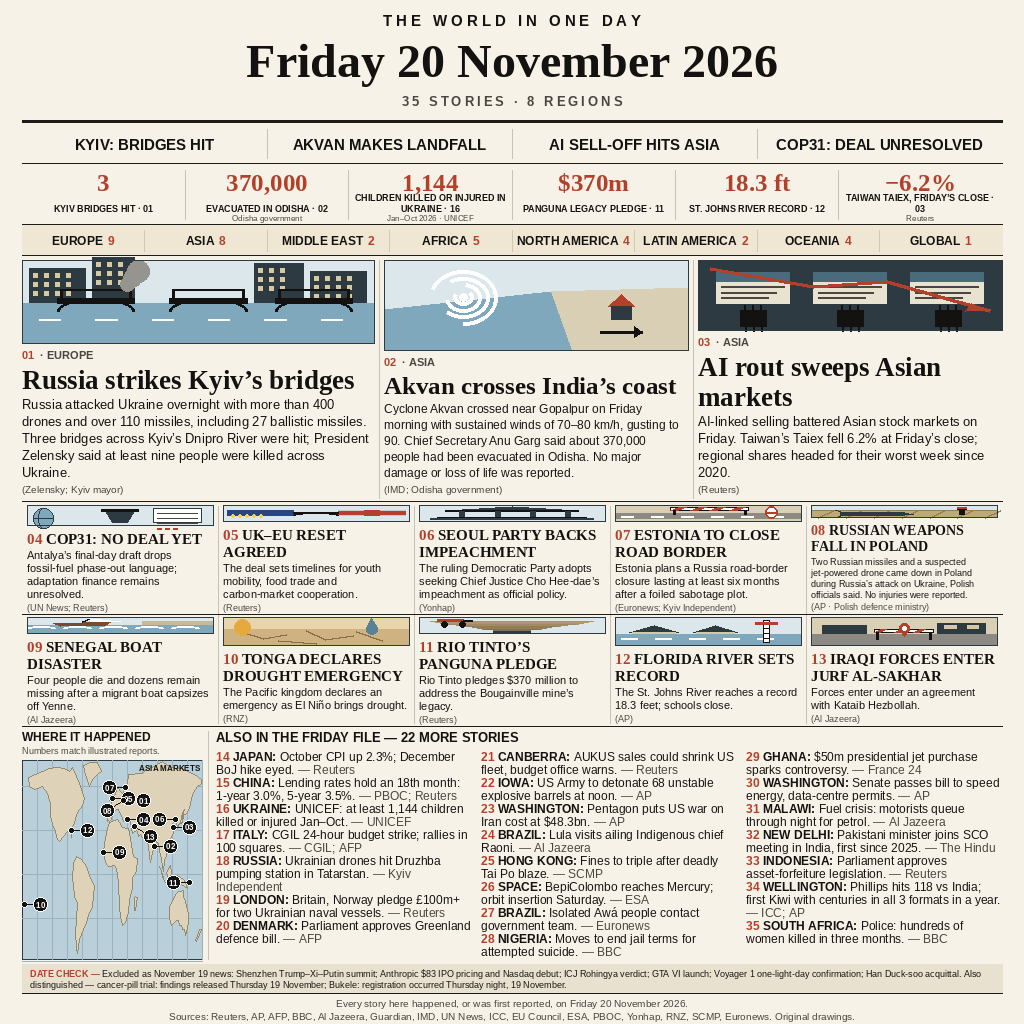 THE WORLD IN ONE DAY
Friday 20 November 2026
35 STORIES · 8 REGIONS
KYIV: BRIDGES HIT
AKVAN MAKES LANDFALL
AI SELL-OFF HITS ASIA
COP31: DEAL UNRESOLVED
3
KYIV BRIDGES HIT · 01
370,000
EVACUATED IN ODISHA · 02
Odisha government
1,144
CHILDREN KILLED OR INJURED IN
UKRAINE · 16
Jan–Oct 2026 · UNICEF
$370m
PANGUNA LEGACY PLEDGE · 11
18.3 ft
ST. JOHNS RIVER RECORD · 12
−6.2%
TAIWAN TAIEX, FRIDAY'S CLOSE ·
03
Reuters
EUROPE 9
ASIA 8
MIDDLE EAST 2
AFRICA 5
NORTH AMERICA 4
LATIN AMERICA 2
OCEANIA 4
GLOBAL 1
01 · EUROPE
Russia strikes Kyiv’s bridges
Russia attacked Ukraine overnight with more than 400
drones and over 110 missiles, including 27 ballistic missiles.
Three bridges across Kyiv’s Dnipro River were hit; President
Zelensky said at least nine people were killed across
Ukraine.
(Zelensky; Kyiv mayor)
02 · ASIA
Akvan crosses India’s coast
Cyclone Akvan crossed near Gopalpur on Friday
morning with sustained winds of 70–80 km/h, gusting to
90. Chief Secretary Anu Garg said about 370,000
people had been evacuated in Odisha. No major
damage or loss of life was reported.
(IMD; Odisha government)
03 · ASIA
AI rout sweeps Asian
markets
AI-linked selling battered Asian stock markets on
Friday. Taiwan’s Taiex fell 6.2% at Friday’s close;
regional shares headed for their worst week since
2020.
(Reuters)
04 COP31: NO DEAL YET
Antalya’s final-day draft drops
fossil-fuel phase-out language;
adaptation finance remains
unresolved.
(UN News; Reuters)
05 UK–EU RESET
AGREED
The deal sets timelines for youth
mobility, food trade and
carbon-market cooperation.
(Reuters)
06 SEOUL PARTY BACKS
IMPEACHMENT
The ruling Democratic Party adopts
seeking Chief Justice Cho Hee-dae’s
impeachment as official policy.
(Yonhap)
07 ESTONIA TO CLOSE
ROAD BORDER
Estonia plans a Russia road-border
closure lasting at least six months
after a foiled sabotage plot.
(Euronews; Kyiv Independent)
08 RUSSIAN WEAPONS
FALL IN POLAND
Two Russian missiles and a suspected
jet-powered drone came down in Poland
during Russia’s attack on Ukraine, Polish
officials said. No injuries were reported.
(AP · Polish defence ministry)
09 SENEGAL BOAT
DISASTER
Four people die and dozens remain
missing after a migrant boat capsizes
off Yenne.
(Al Jazeera)
10 TONGA DECLARES
DROUGHT EMERGENCY
The Pacific kingdom declares an
emergency as El Niño brings drought.
(RNZ)
11 RIO TINTO’S
PANGUNA PLEDGE
Rio Tinto pledges $370 million to
address the Bougainville mine’s
legacy.
(Reuters)
12 FLORIDA RIVER SETS
RECORD
The St. Johns River reaches a record
18.3 feet; schools close.
(AP)
13 IRAQI FORCES ENTER
JURF AL-SAKHAR
Forces enter under an agreement
with Kataib Hezbollah.
(Al Jazeera)
WHERE IT HAPPENED
Numbers match illustrated reports.
ASIA MARKETS
07
05
01
08
04
06
03
12
13
02
09
11
10
ALSO IN THE FRIDAY FILE — 22 MORE STORIES
14 JAPAN: October CPI up 2.3%; December
BoJ hike eyed. — Reuters
15 CHINA: Lending rates hold an 18th month:
1-year 3.0%, 5-year 3.5%. — PBOC; Reuters
16 UKRAINE: UNICEF: at least 1,144 children
killed or injured Jan–Oct. — UNICEF
17 ITALY: CGIL 24-hour budget strike; rallies in
100 squares. — CGIL; AFP
18 RUSSIA: Ukrainian drones hit Druzhba
pumping station in Tatarstan. — Kyiv
Independent
19 LONDON: Britain, Norway pledge £100m+
for two Ukrainian naval vessels. — Reuters
20 DENMARK: Parliament approves Greenland
defence bill. — AFP
21 CANBERRA: AUKUS sales could shrink US
fleet, budget office warns. — Reuters
22 IOWA: US Army to detonate 68 unstable
explosive barrels at noon. — AP
23 WASHINGTON: Pentagon puts US war on
Iran cost at $48.3bn. — AP
24 BRAZIL: Lula visits ailing Indigenous chief
Raoni. — Al Jazeera
25 HONG KONG: Fines to triple after deadly
Tai Po blaze. — SCMP
26 SPACE: BepiColombo reaches Mercury;
orbit insertion Saturday. — ESA
27 BRAZIL: Isolated Awá people contact
government team. — Euronews
28 NIGERIA: Moves to end jail terms for
attempted suicide. — BBC
29 GHANA: $50m presidential jet purchase
sparks controversy. — France 24
30 WASHINGTON: Senate passes bill to speed
energy, data-centre permits. — AP
31 MALAWI: Fuel crisis: motorists queue
through night for petrol. — Al Jazeera
32 NEW DELHI: Pakistani minister joins SCO
meeting in India, first since 2025. — The Hindu
33 INDONESIA: Parliament approves
asset-forfeiture legislation. — Reuters
34 WELLINGTON: Phillips hits 118 vs India;
first Kiwi with centuries in all 3 formats in a year.
— ICC; AP
35 SOUTH AFRICA: Police: hundreds of
women killed in three months. — BBC
DATE CHECK — Excluded as November 19 news: Shenzhen Trump–Xi–Putin summit; Anthropic $83 IPO pricing and Nasdaq debut; ICJ Rohingya verdict; GTA VI launch; Voyager 1 one-light-day confirmation; Han Duck-soo acquittal. Also
distinguished — cancer-pill trial: findings released Thursday 19 November; Bukele: registration occurred Thursday night, 19 November.
Every story here happened, or was first reported, on Friday 20 November 2026.
Sources: Reuters, AP, AFP, BBC, Al Jazeera, Guardian, IMD, UN News, ICC, EU Council, ESA, PBOC, Yonhap, RNZ, SCMP, Euronews. Original drawings.